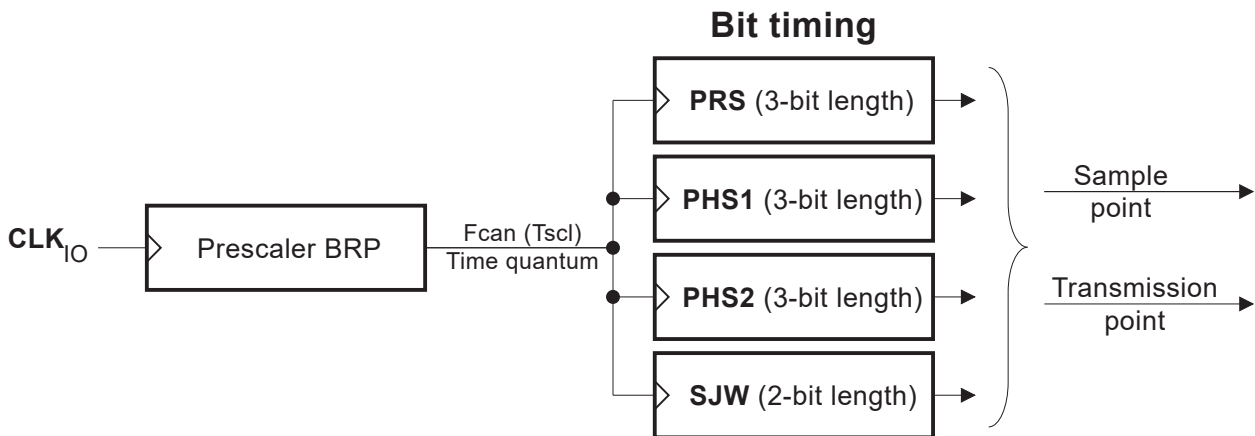 Bit timing
PRS (3-bit length)
PHS1 (3-bit length)
Sample
point
CLKIO
Prescaler BRP
Fcan (Tscl)
Time quantum
PHS2 (3-bit length)
Transmission
point
SJW (2-bit length)